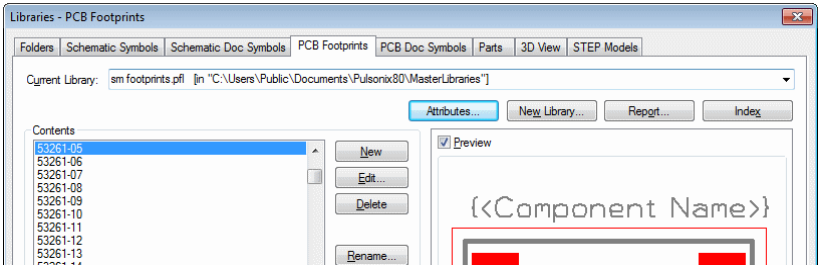 Libraries - PCB Footprints
Folders Schematic Symbols Schematic Doc Symbols PCB Footprints PCB Doc Symbols Parts 3D View STEP Models
Current Library: sm footprints.pfl [in "C:\Users\Public\Documents\Pulsonix80\MasterLibraries"]
Attributes... New Library... Report... Index
Contents
Preview
53261-05
New
53261-06
53261-07
Edit...
53261-08
53261-09
Delete
53261-10
{<Component Name>}
53261-11
53261-12
53261-13
Rename...
53261-14